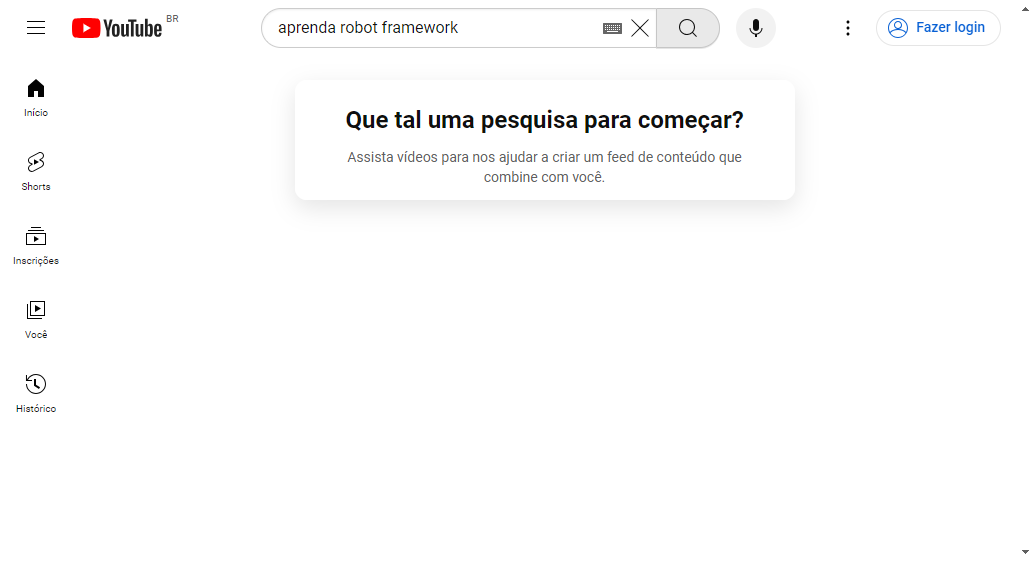 YouTube BR
aprenda robot framework
Fazer login
Início
Shorts
Inscrições
Você
Histórico
Que tal uma pesquisa para começar?
Assista vídeos para nos ajudar a criar um feed de conteúdo que
combine com você.